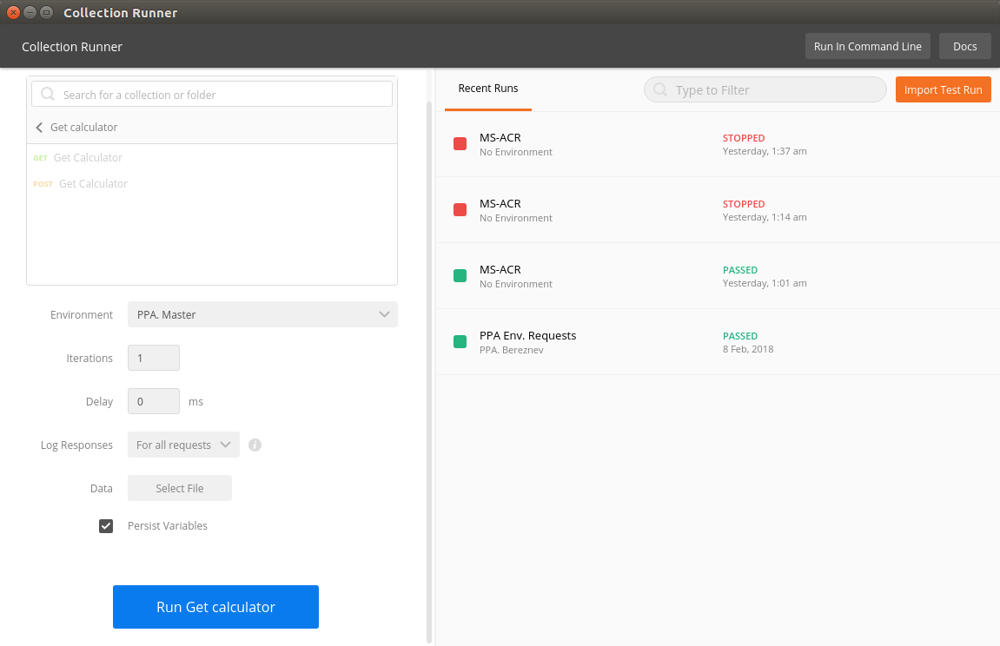 Collection Runner
Collection Runner
Run In Command Line
Docs
Search for a collection or folder
Get calculator
GET Get Calculator
POST Get Calculator
Environment
PPA. Master
Iterations
1
Delay
0
ms
Log Responses
For all requests
i
Data
Select File
Persist Variables
Run Get calculator
Recent Runs
Type to Filter
Import Test Run
MS-ACR
No Environment
STOPPED
Yesterday, 1:37 am
MS-ACR
No Environment
STOPPED
Yesterday, 1:14 am
MS-ACR
No Environment
PASSED
Yesterday, 1:01 am
PPA Env. Requests
PPA. Bereznev
PASSED
8 Feb, 2018